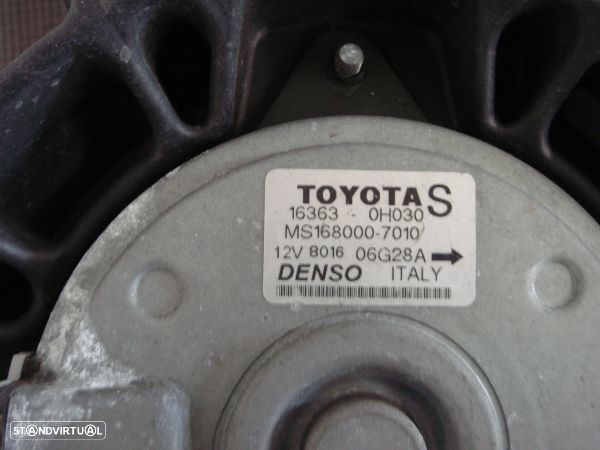 TOYOTA S
16363 - 0H030
MS168000-7010
12V 8016 06G28A
DENSO ITALY
STANDVIRTUAL